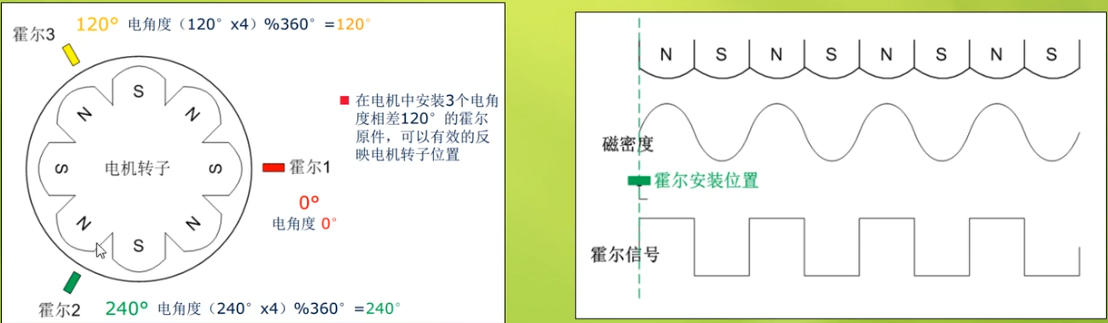 霍尔3
120° 电角度（120°x4）%360°=120°
S
N
N
S
电机转子
S
N
N
S
霍尔1
0°
电角度 0°
霍尔2
240° 电角度（240°x4）%360°=240°
■ 在电机中安装3个电角
度相差120°的霍尔
原件，可以有效的反
映电机转子位置
N S N S N S N S
磁密度
霍尔安装位置
霍尔信号